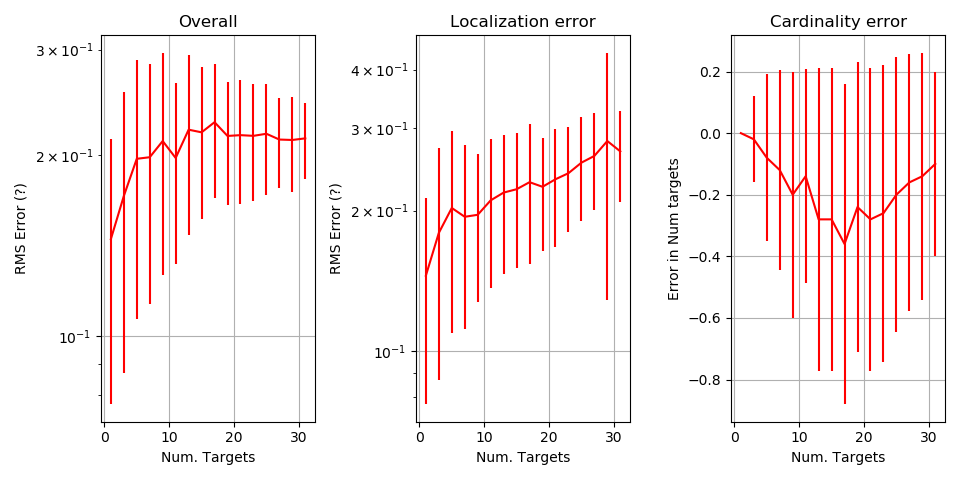 Overall
3 × 10⁻¹
2 × 10⁻¹
10⁻¹
RMS Error (?)
0 10 20 30
Num. Targets
Localization error
4 × 10⁻¹
3 × 10⁻¹
2 × 10⁻¹
10⁻¹
RMS Error (?)
0 10 20 30
Num. Targets
Cardinality error
0.2
0.0
−0.2
−0.4
−0.6
−0.8
Error in Num targets
0 10 20 30
Num. Targets